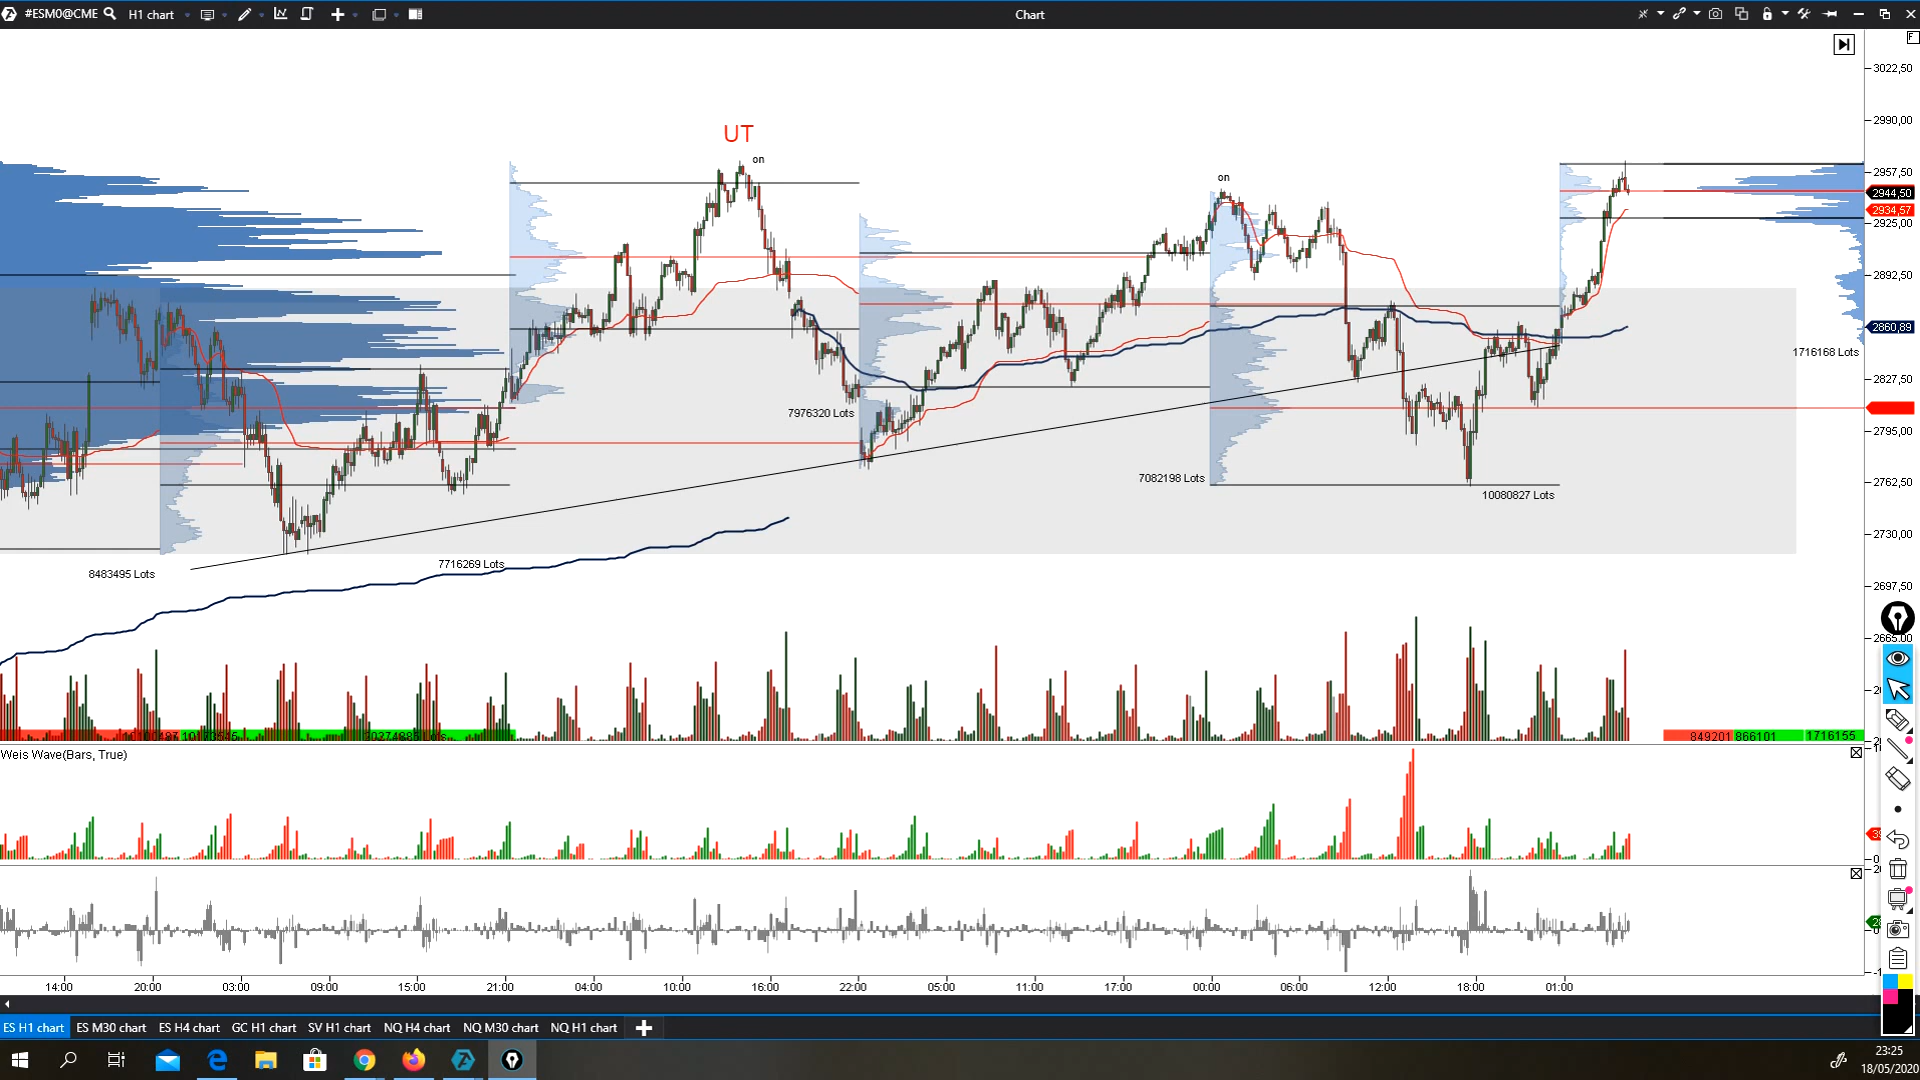 #ESM0@CME H1 chart Chart
F
3022,50
UT
2990,00
on
2957,50
on
2944,50
2934,57
2925,00
2892,50
2860,89
1716168 Lots
2827,50
7976320 Lots
2795,00
7082198 Lots
2762,50
10080827 Lots
2730,00
7716269 Lots
8483495 Lots
2697,50
2665,00
849201 866101 1716155
Weis Wave(Bars, True)
14:00 20:00 03:00 09:00 15:00 21:00 04:00 10:00 16:00 22:00 05:00 11:00 17:00 00:00 06:00 12:00 18:00 01:00
ES H1 chart ES M30 chart ES H4 chart GC H1 chart SV H1 chart NQ H4 chart NQ M30 chart NQ H1 chart
23:25
18/05/2020